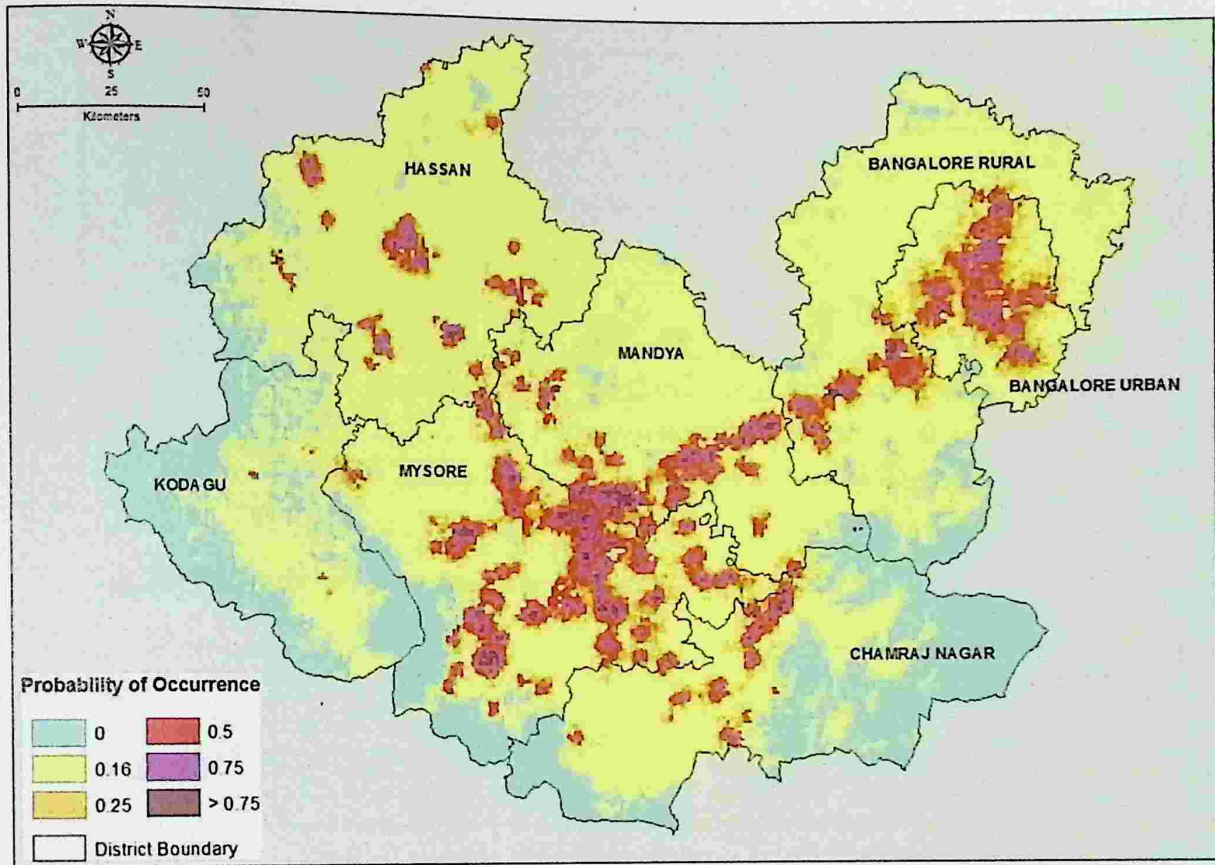 N
W E
S
0 25 50
Kilometers
HASSAN
BANGALORE RURAL
MANDYA
BANGALORE URBAN
MYSORE
KODAGU
CHAMRAJ NAGAR
Probability of Occurrence
0 0.5
0.16 0.75
0.25 > 0.75
District Boundary